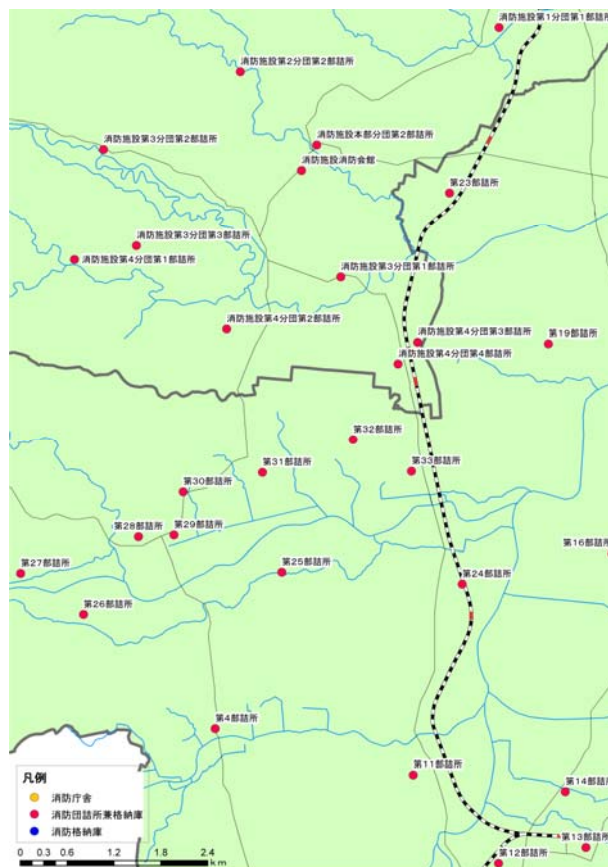 消防施設第1分団第1部詰所
消防施設第2分団第2部詰所
消防施設本部分団第2部詰所
消防施設第3分団第2部詰所
消防施設消防会館
第23部詰所
消防施設第3分団第3部詰所
消防施設第4分団第1部詰所
消防施設第3分団第1部詰所
消防施設第4分団第2部詰所
消防施設第4分団第3部詰所
第19部詰所
消防施設第4分団第4部詰所
第32部詰所
第31部詰所
第33部詰所
第30部詰所
第28部詰所
第29部詰所
第16部詰所
第27部詰所
第25部詰所
第24部詰所
第26部詰所
第4部詰所
第11部詰所
第14部詰所
第13部詰所
第12部詰所
凡例
消防庁舎
消防団詰所兼格納庫
消防格納庫
0 0.3 0.6 1.2 1.8 2.4
km